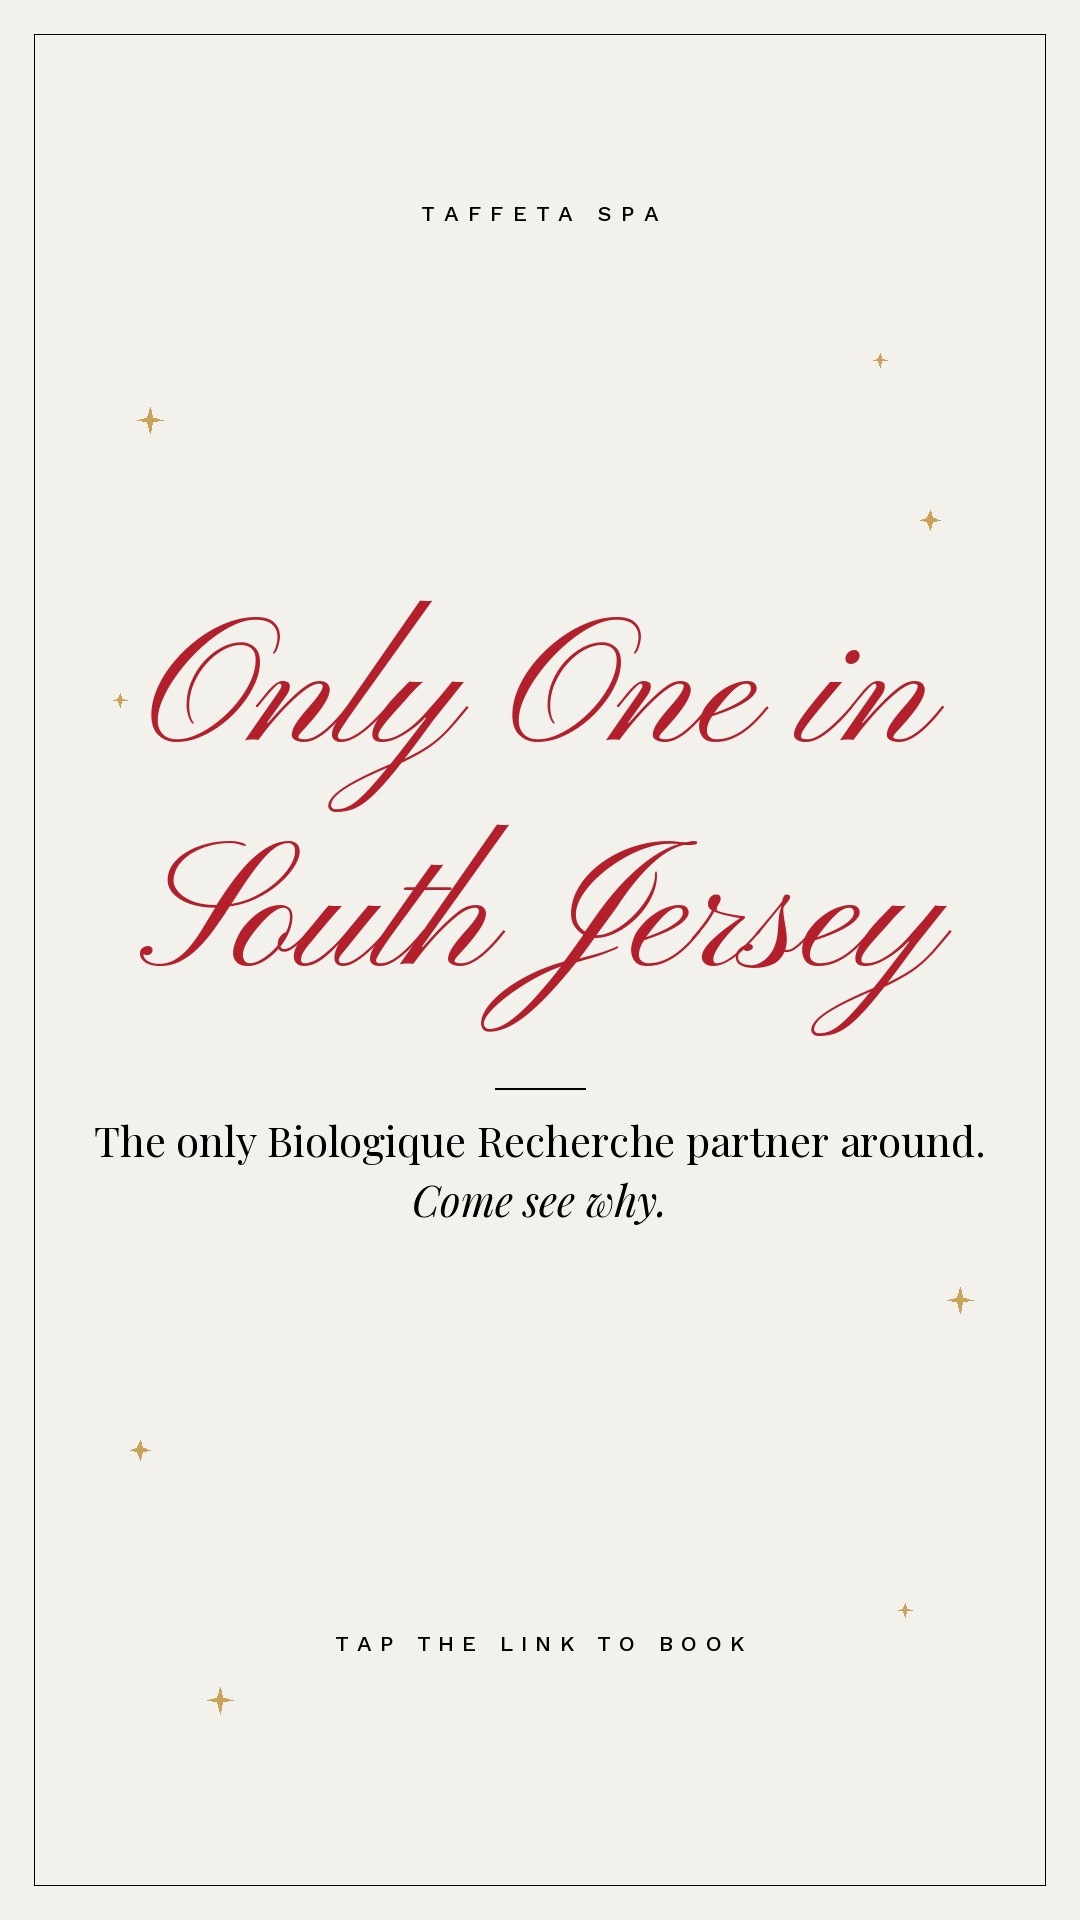 TAFFETA SPA
Only One in
South Jersey
The only Biologique Recherche partner around.
Come see why.
TAP THE LINK TO BOOK